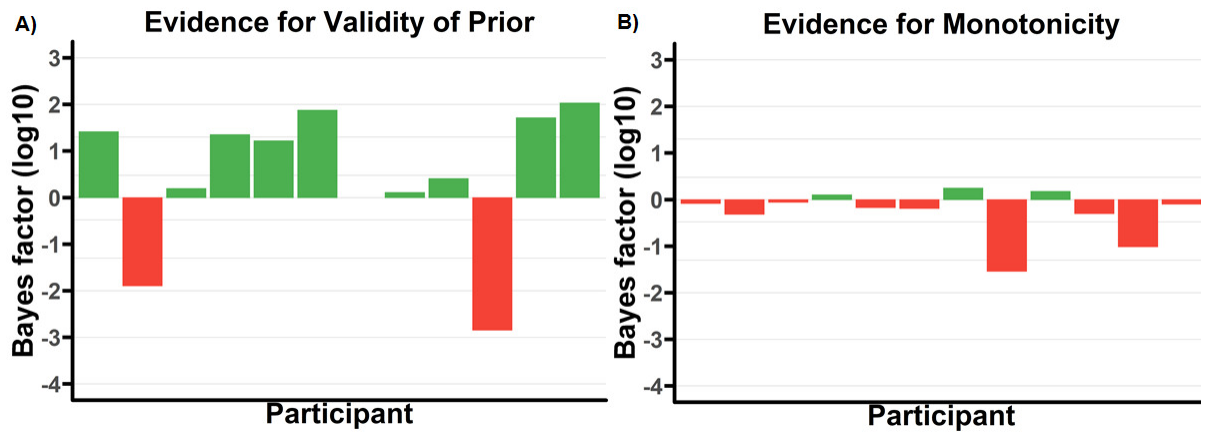 A)
Evidence for Validity of Prior
Bayes factor (log10)
3
2
1
0
-1
-2
-3
-4
Participant
B)
Evidence for Monotonicity
Bayes factor (log10)
3
2
1
0
-1
-2
-3
-4
Participant